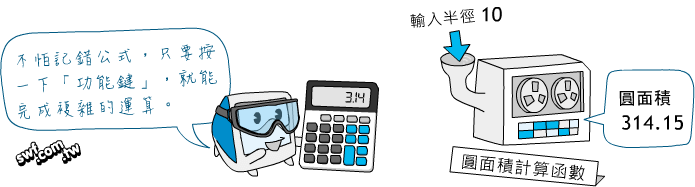 不怕記錯公式，只要按
一下「功能鍵」，就能
完成複雜的運算。
swf.com.tw
3.14
輸入半徑 10
圓面積
314.15
圓面積計算函數